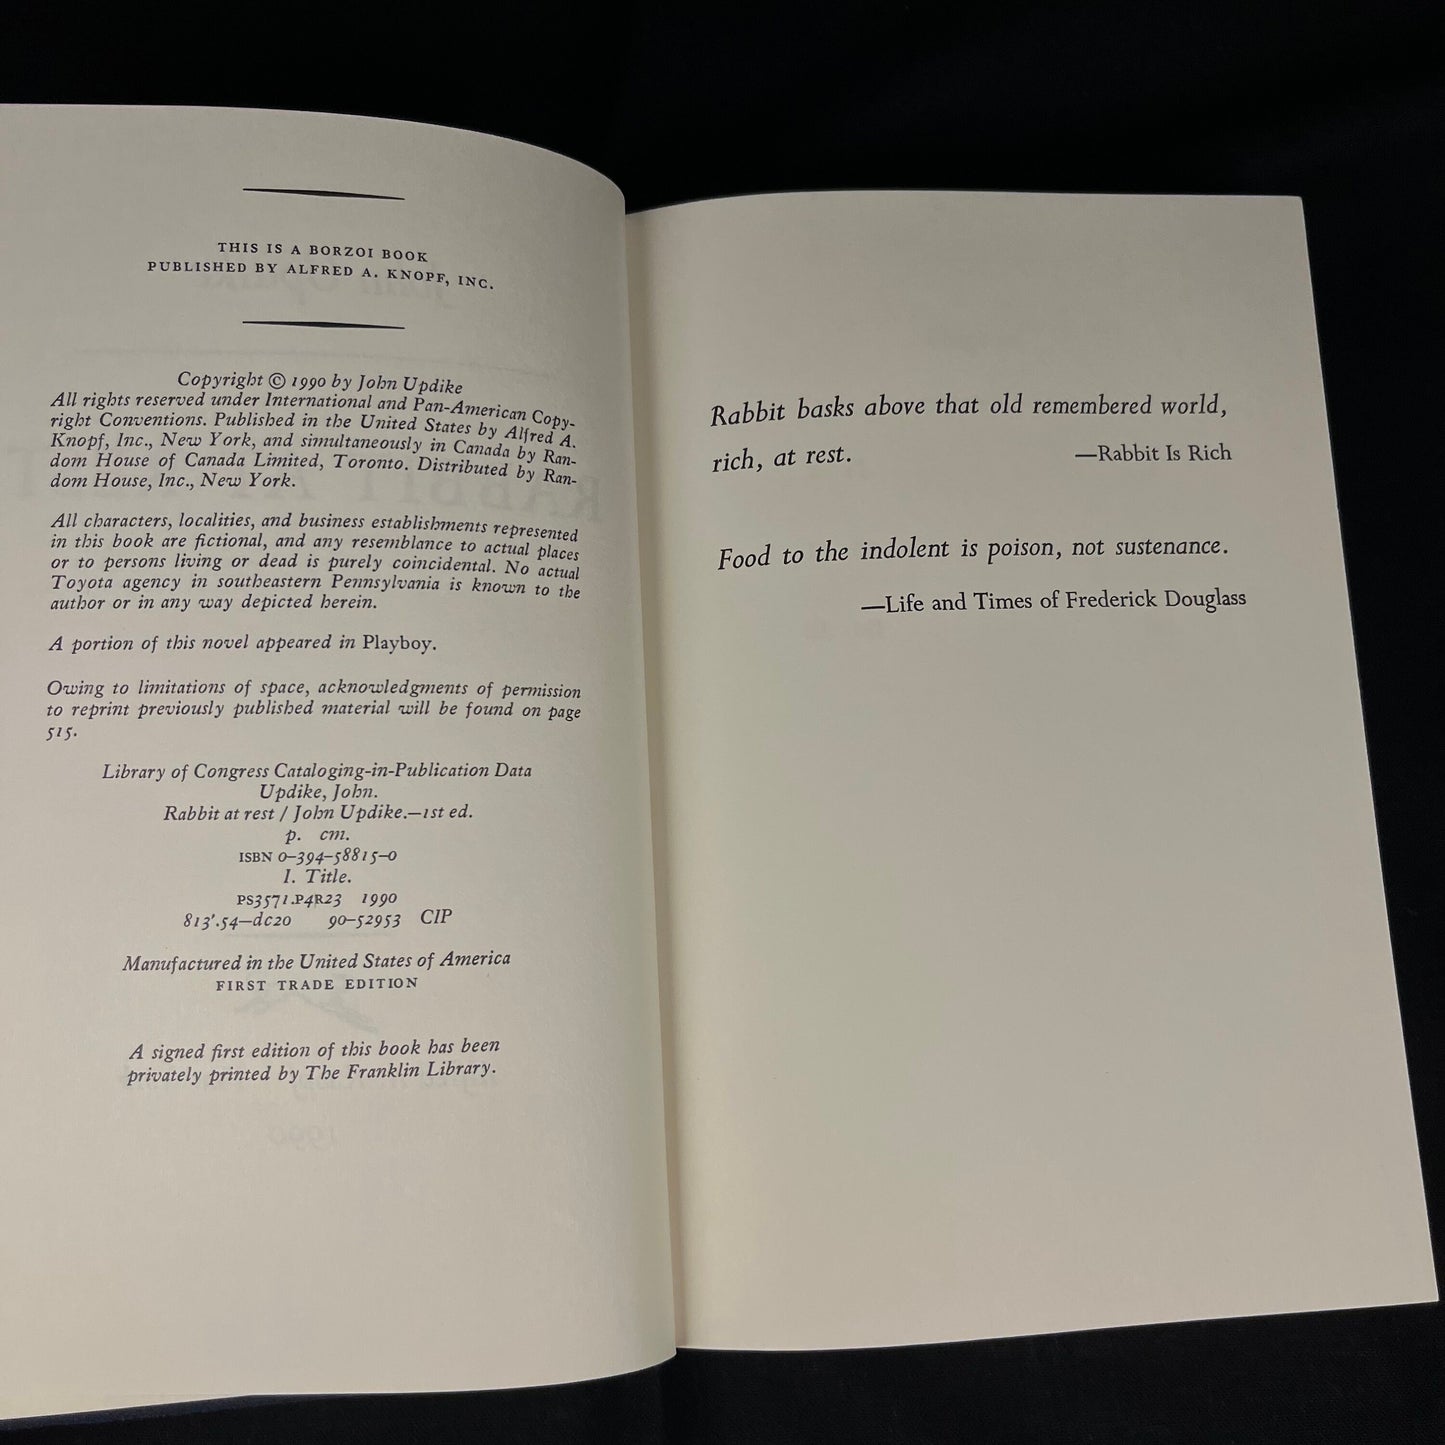 THIS IS A BORZOI BOOK
PUBLISHED BY ALFRED A. KNOPF, INC.
Copyright © 1990 by John Updike
All rights reserved under International and Pan-American Copy-
right Conventions. Published in the United States by Alfred A.
Knopf, Inc., New York, and simultaneously in Canada by Ran-
dom House of Canada Limited, Toronto. Distributed by Ran-
dom House, Inc., New York.
All characters, localities, and business establishments represented
in this book are fictional, and any resemblance to actual places
or to persons living or dead is purely coincidental. No actual
Toyota agency in southeastern Pennsylvania is known to the
author or in any way depicted herein.
A portion of this novel appeared in Playboy.
Owing to limitations of space, acknowledgments of permission
to reprint previously published material will be found on page
515.
Library of Congress Cataloging-in-Publication Data
Updike, John.
Rabbit at rest / John Updike.—1st ed.
p. cm.
ISBN 0-394-58815-0
I. Title.
PS3571.P4R23 1990
813'.54—dc20 90-52953 CIP
Manufactured in the United States of America
FIRST TRADE EDITION
A signed first edition of this book has been
privately printed by The Franklin Library.
Rabbit basks above that old remembered world,
rich, at rest. —Rabbit Is Rich
Food to the indolent is poison, not sustenance.
—Life and Times of Frederick Douglass